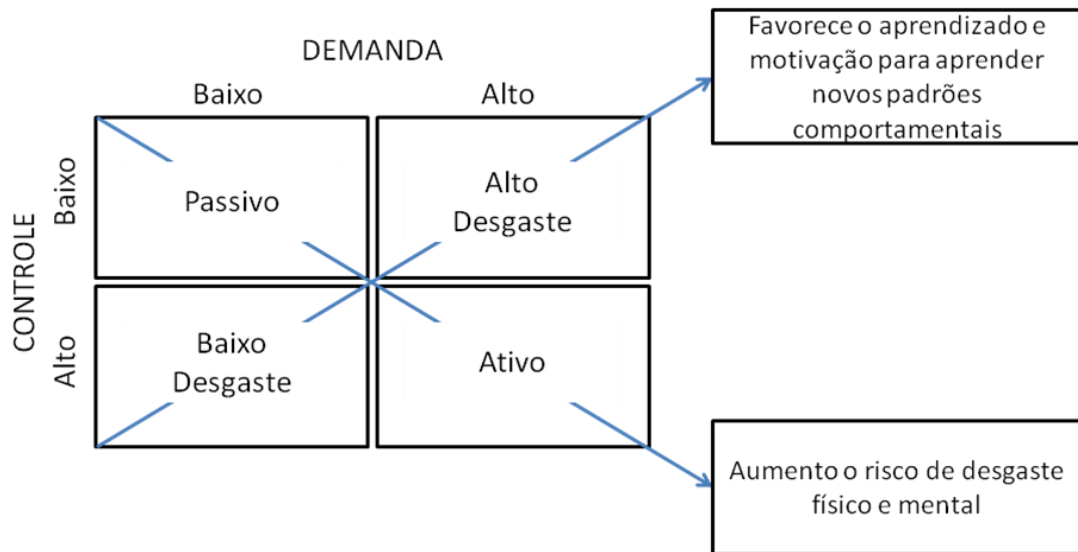 DEMANDA
Baixo
Alto
Favorece o aprendizado e
motivação para aprender
novos padrões
comportamentais
CONTROLE
Baixo
Passivo
Alto
Desgaste
Alto
Baixo
Desgaste
Ativo
Aumento o risco de desgaste
físico e mental